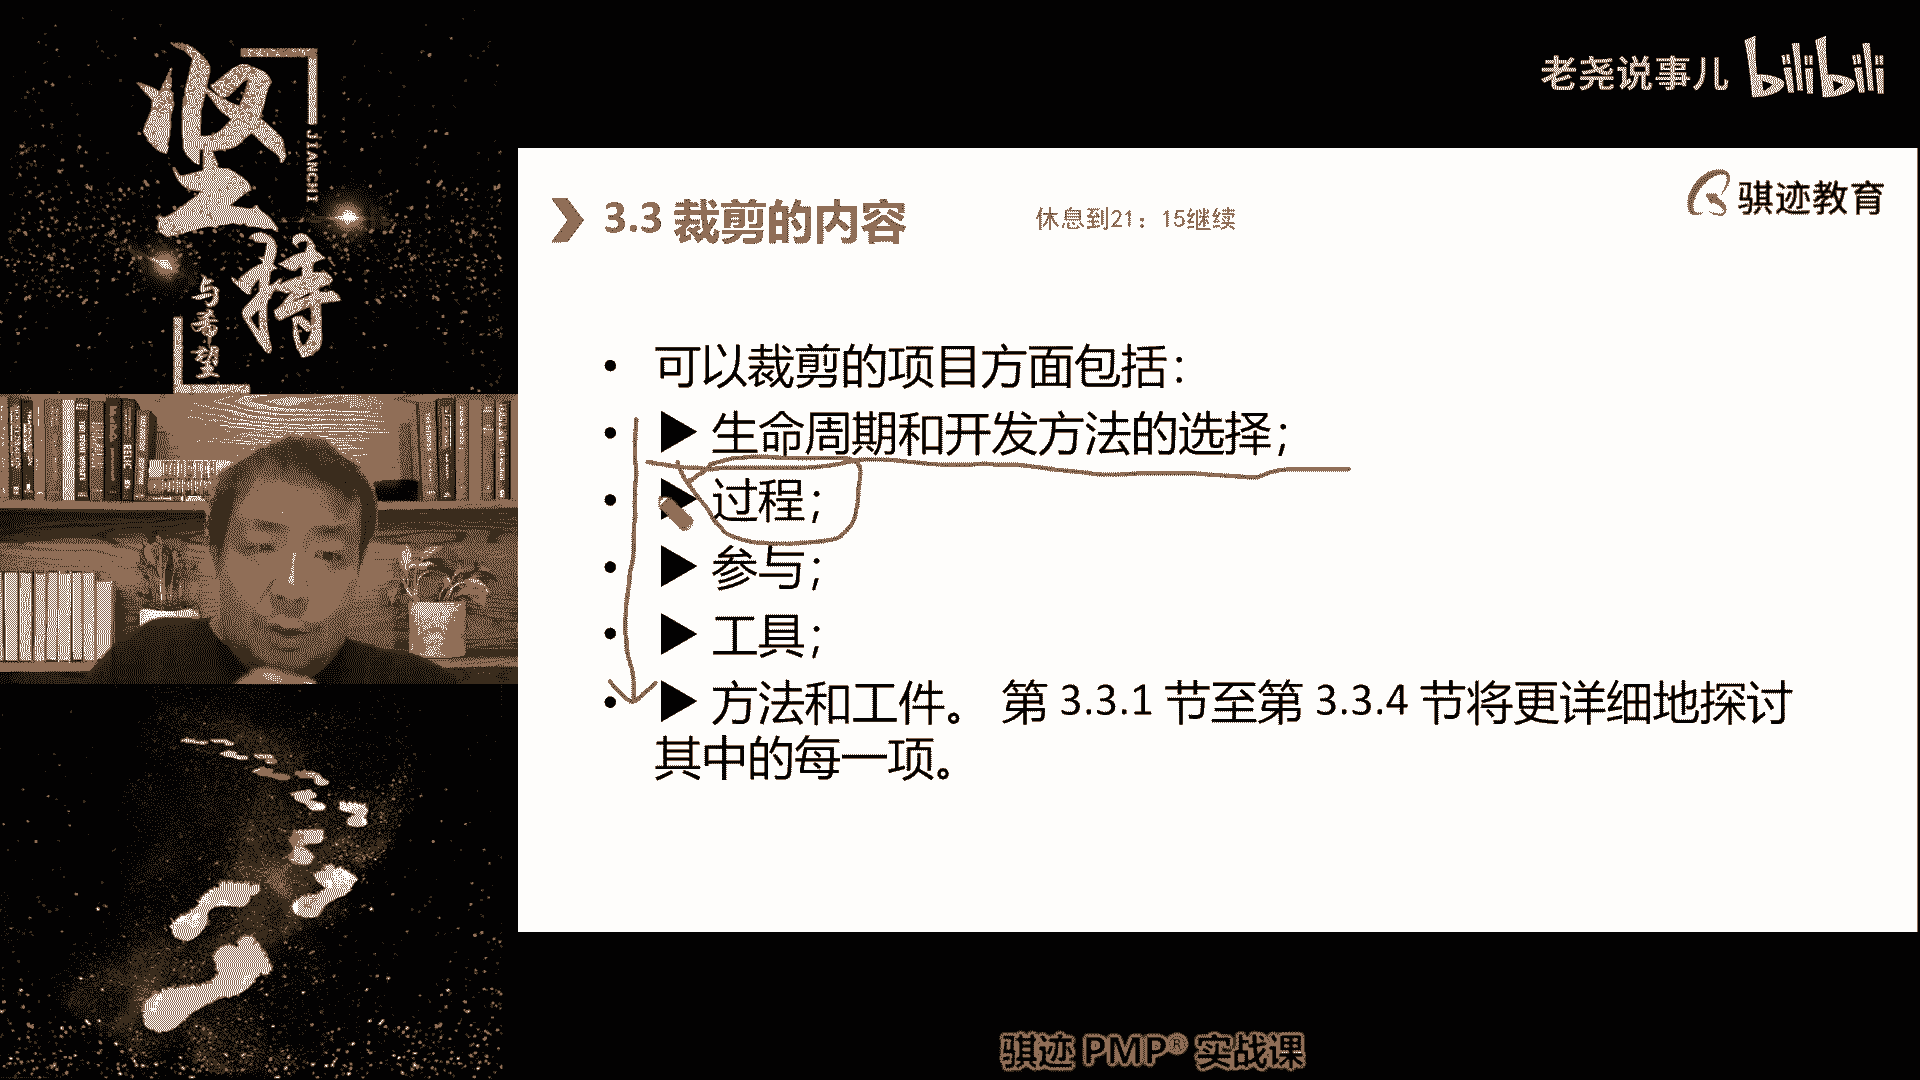 坚持
JIANCHI
与希望
老尧说事儿 bilibili
骐迹教育
3.3 裁剪的内容
休息到21：15继续
• 可以裁剪的项目方面包括：
• ▶ 生命周期和开发方法的选择；
• ▶ 过程；
• ▶ 参与；
• ▶ 工具；
• ▶ 方法和工件。 第 3.3.1 节至第 3.3.4 节将更详细地探讨
其中的每一项。
骐迹 PMP® 实战课